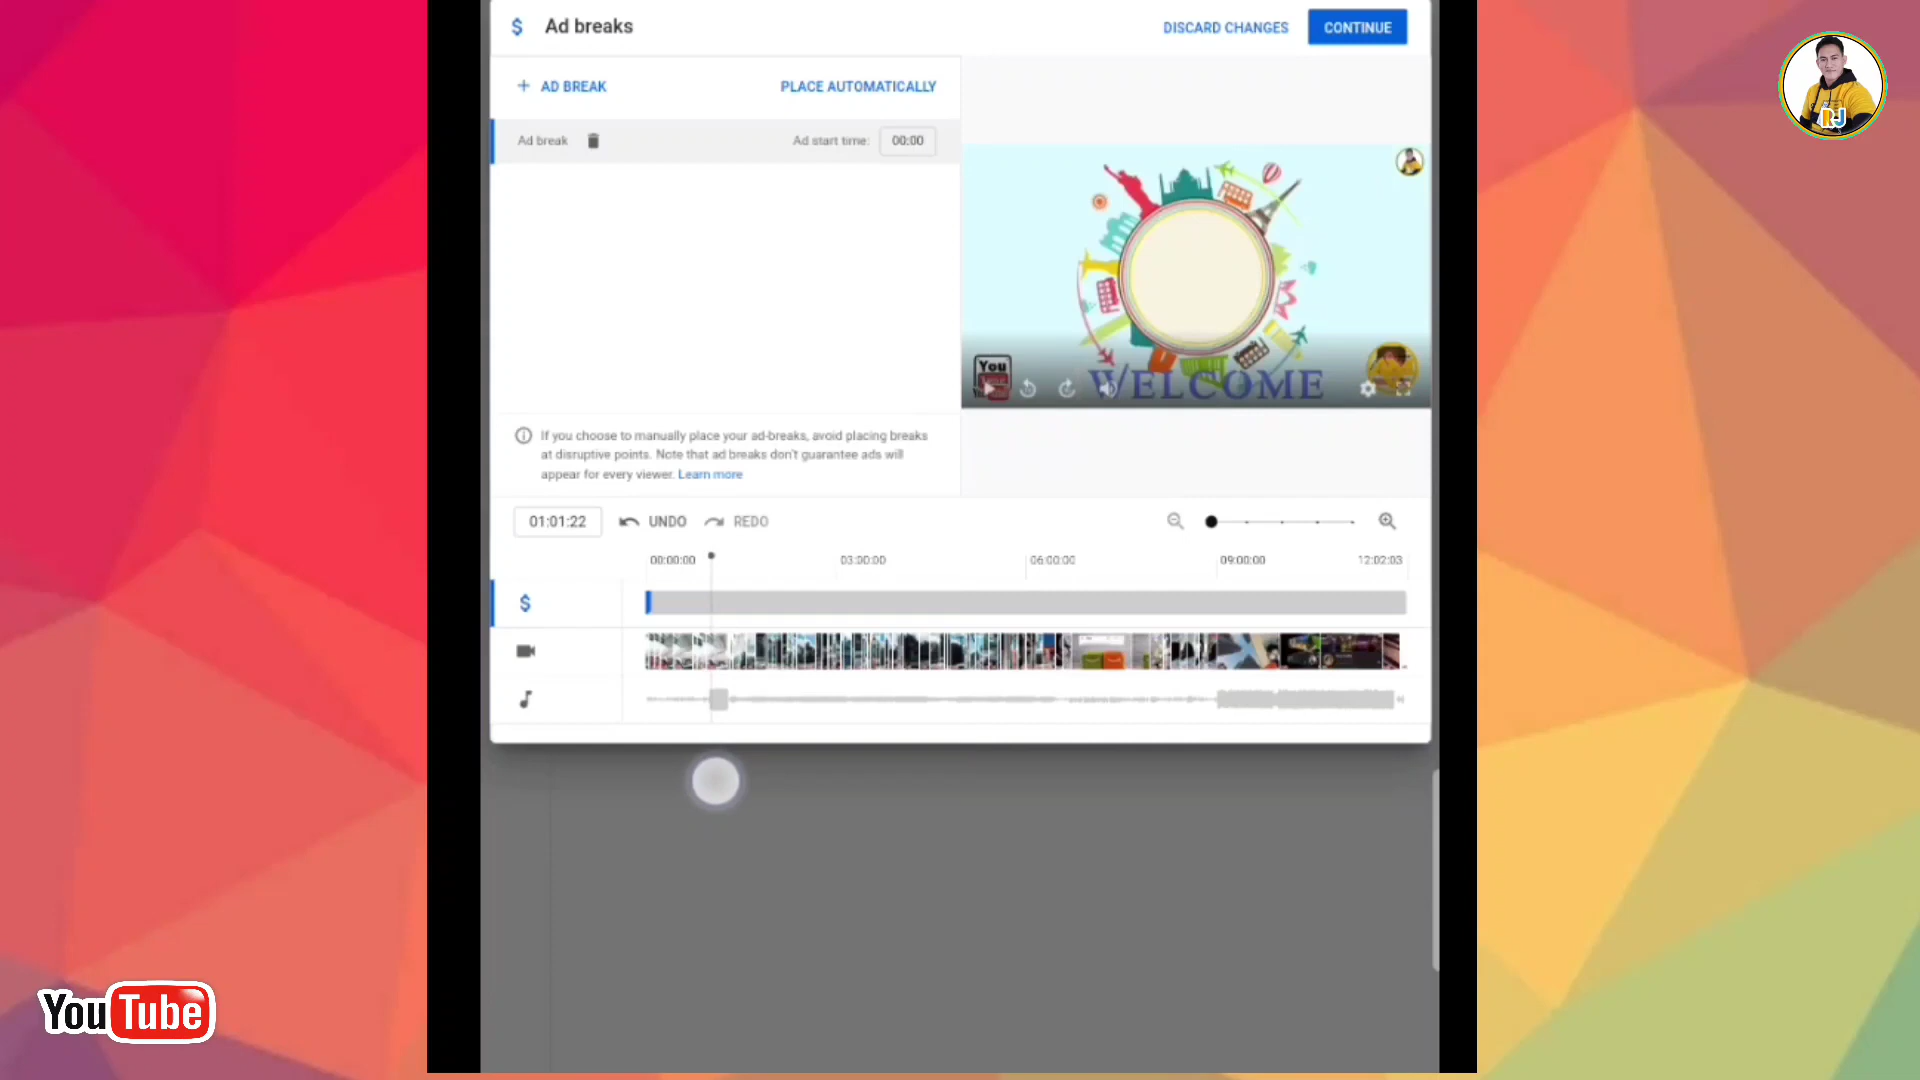 Ad breaks
DISCARD CHANGES
CONTINUE
AD BREAK
PLACE AUTOMATICALLY
Ad break
Ad start time:
00:00
RJ
You
WELCOME
If you choose to manually place your ad-breaks, avoid placing breaks
at disruptive points. Note that ad breaks don't guarantee ads will
appear for every viewer. Learn more
01:01:22
UNDO
REDO
00:00:00
03:00:00
06:00:00
09:00:00
12:02:03
YouTube